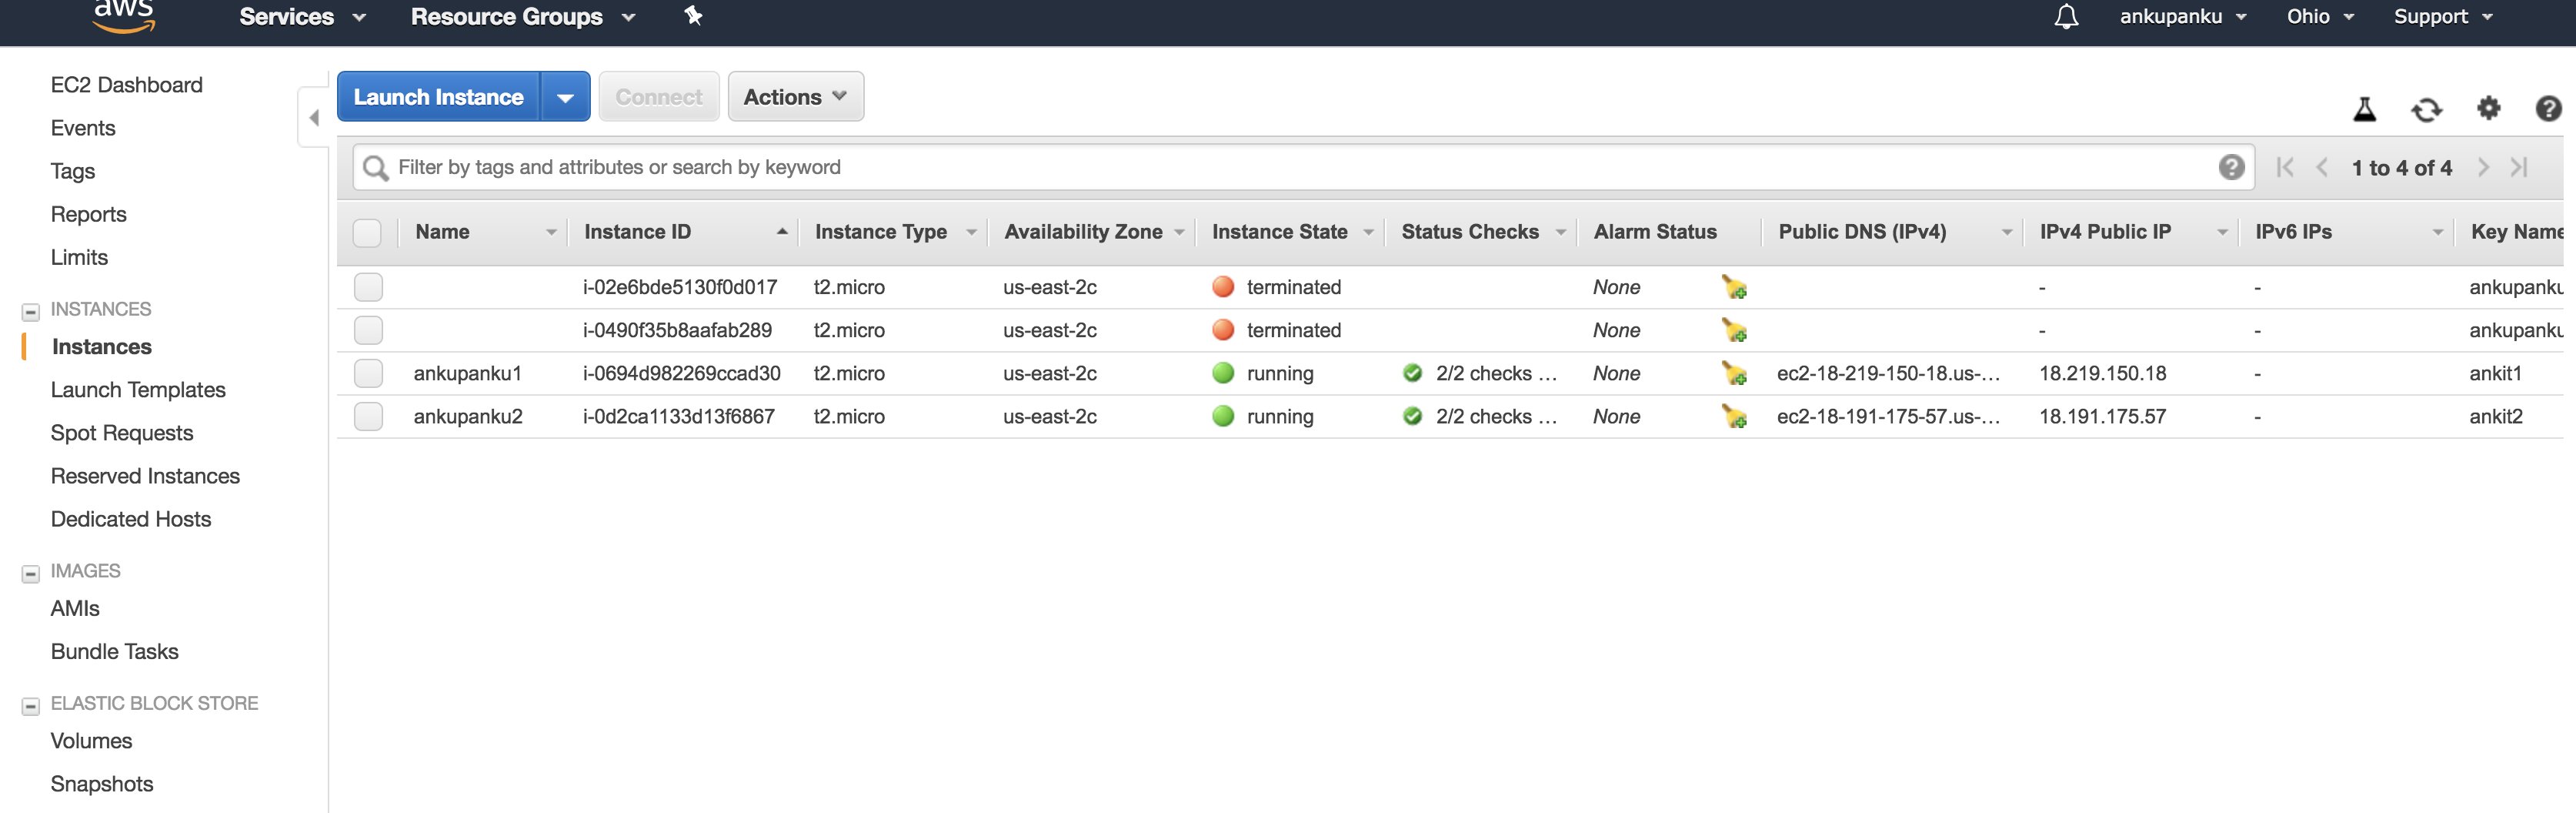 aws Services Resource Groups ankupanku Ohio Support
EC2 Dashboard
Events
Tags
Reports
Limits
INSTANCES
Instances
Launch Templates
Spot Requests
Reserved Instances
Dedicated Hosts
IMAGES
AMIs
Bundle Tasks
ELASTIC BLOCK STORE
Volumes
Snapshots
Launch Instance Connect Actions
Filter by tags and attributes or search by keyword 1 to 4 of 4
Name Instance ID Instance Type Availability Zone Instance State Status Checks Alarm Status Public DNS (IPv4) IPv4 Public IP IPv6 IPs Key Name
i-02e6bde5130f0d017 t2.micro us-east-2c terminated None - - ankupanku
i-0490f35b8aafab289 t2.micro us-east-2c terminated None - - ankupanku
ankupanku1 i-0694d982269ccad30 t2.micro us-east-2c running 2/2 checks ... None ec2-18-219-150-18.us-... 18.219.150.18 - ankit1
ankupanku2 i-0d2ca1133d13f6867 t2.micro us-east-2c running 2/2 checks ... None ec2-18-191-175-57.us-... 18.191.175.57 - ankit2